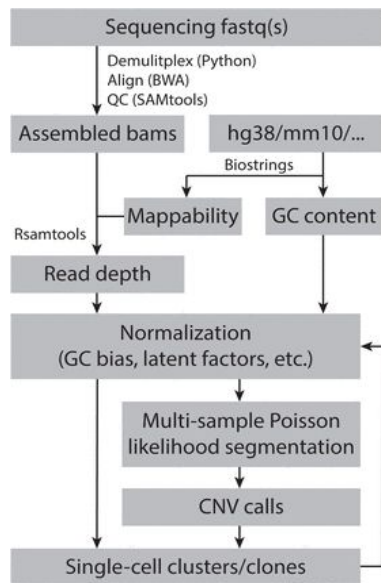 Sequencing fastq(s)
Demulitplex (Python)
Align (BWA)
QC (SAMtools)
Assembled bams
hg38/mm10/...
Biostrings
Mappability
GC content
Rsamtools
Read depth
Normalization
(GC bias, latent factors, etc.)
Multi-sample Poisson
likelihood segmentation
CNV calls
Single-cell clusters/clones